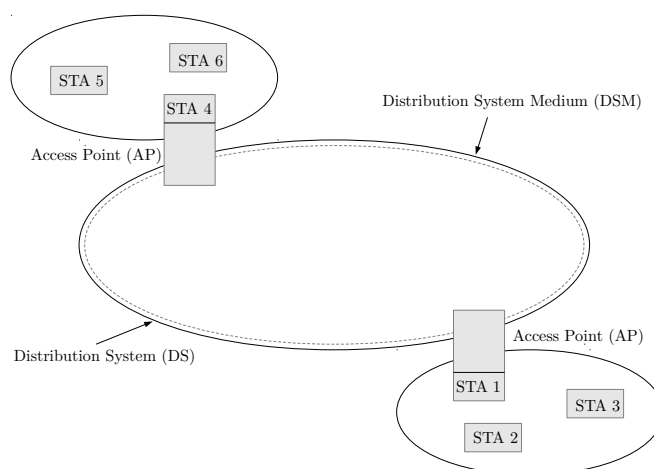 STA 6
STA 5
STA 4
Distribution System Medium (DSM)
Access Point (AP)
Access Point (AP)
Distribution System (DS)
STA 1
STA 3
STA 2